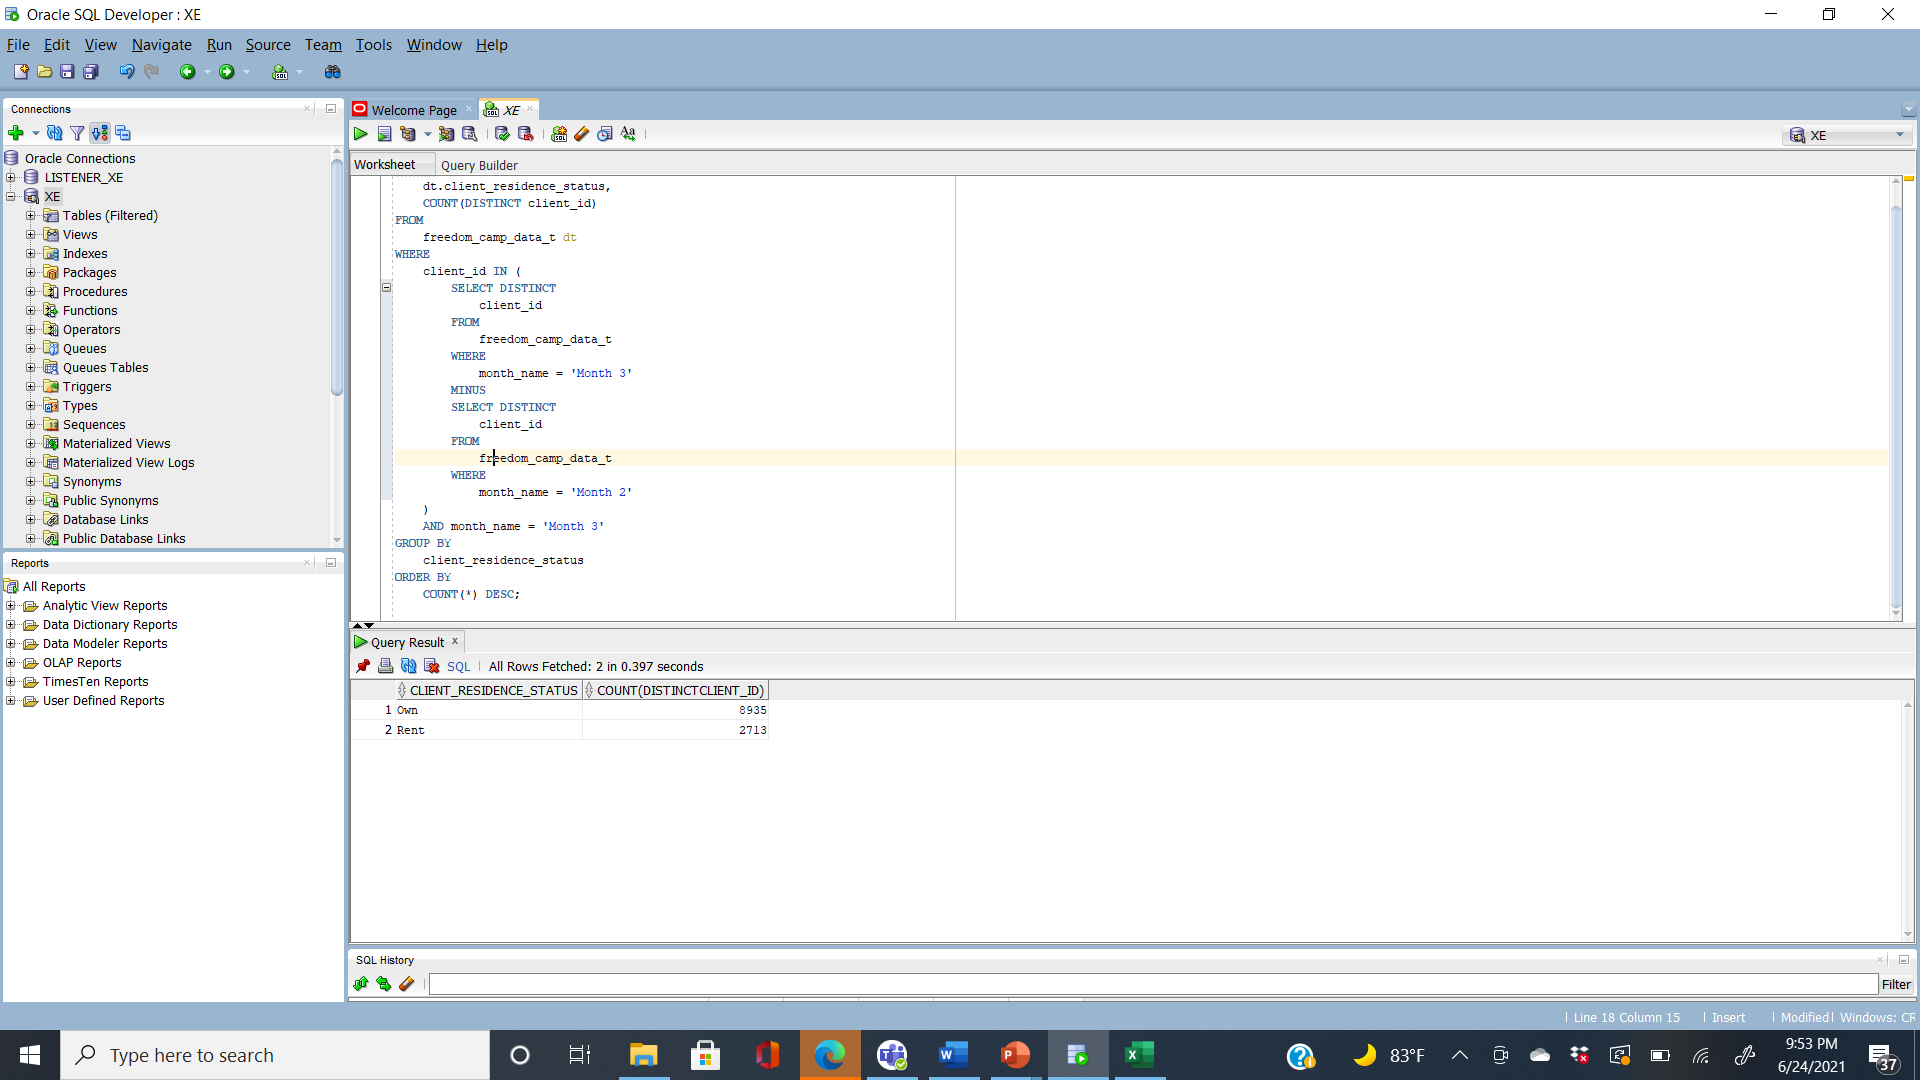 Oracle SQL Developer : XE
File Edit View Navigate Run Source Team Tools Window Help
Connections
Oracle Connections
LISTENER_XE
XE
Tables (Filtered)
Views
Indexes
Packages
Procedures
Functions
Operators
Queues
Queues Tables
Triggers
Types
Sequences
Materialized Views
Materialized View Logs
Synonyms
Public Synonyms
Database Links
Public Database Links
Reports
All Reports
Analytic View Reports
Data Dictionary Reports
Data Modeler Reports
OLAP Reports
TimesTen Reports
User Defined Reports
Welcome Page XE
XE
Worksheet Query Builder
dt.client_residence_status,
COUNT(DISTINCT client_id)
FROM
freedom_camp_data_t dt
WHERE
client_id IN (
SELECT DISTINCT
client_id
FROM
freedom_camp_data_t
WHERE
month_name = 'Month 3'
MINUS
SELECT DISTINCT
client_id
FROM
freedom_camp_data_t
WHERE
month_name = 'Month 2'
)
AND month_name = 'Month 3'
GROUP BY
client_residence_status
ORDER BY
COUNT(*) DESC;
Query Result
SQL | All Rows Fetched: 2 in 0.397 seconds
CLIENT_RESIDENCE_STATUS COUNT(DISTINCTCLIENT_ID)
1 Own 8935
2 Rent 2713
SQL History
Filter
Line 18 Column 15 | Insert | Modified | Windows: CR
Type here to search
83°F
9:53 PM
6/24/2021
37